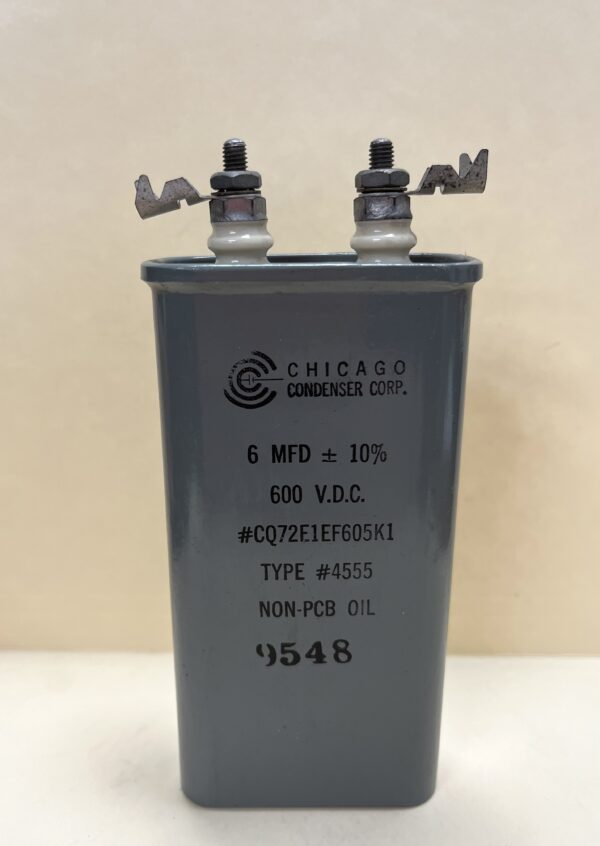 CHICAGO
CONDENSER CORP.
6 MFD ± 10%
600 V.D.C.
#CQ72E1EF605K1
TYPE #4555
NON-PCB OIL
9548